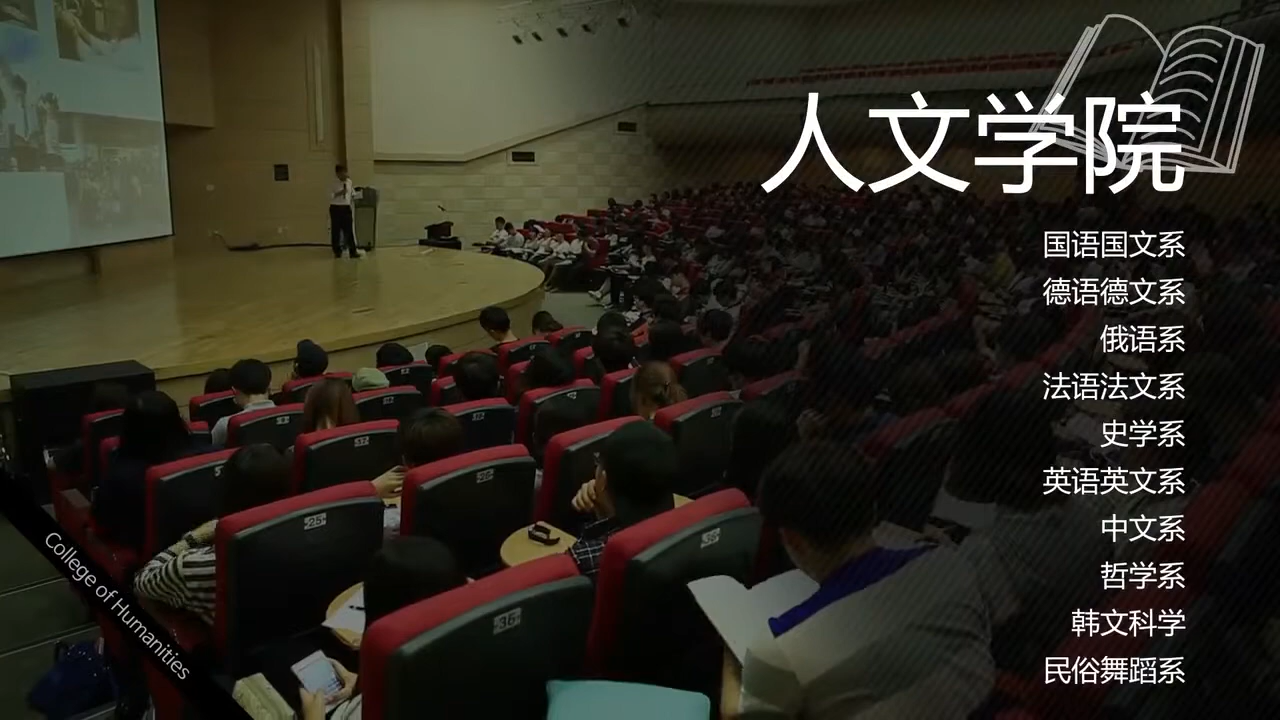 人文学院
国语国文系
德语德文系
俄语系
法语法文系
史学系
英语英文系
中文系
哲学系
韩文科学
民俗舞蹈系
College of Humanities
-25-
-36-